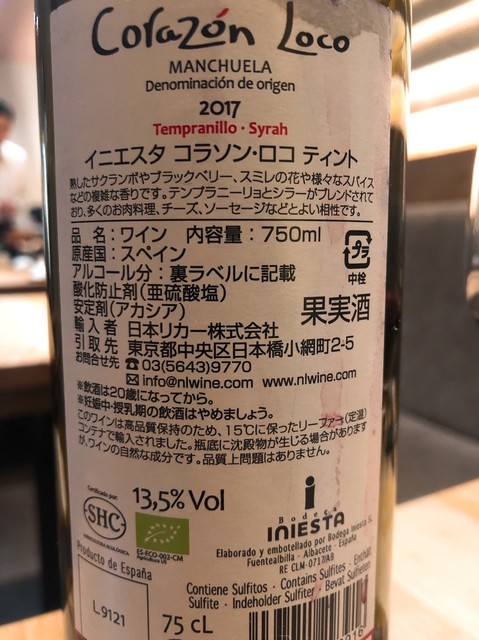 Corazón Loco
MANCHUELA
Denominación de origen
2017
Tempranillo · Syrah
イニエスタ コラソン・ロコ ティント
熟したサクランボやブラックベリー、スミレの花や様々なスパイス
などの複雑な香りです。テンプラニーリョとシラーがブレンドされて
おり、多くのお肉料理、チーズ、ソーセージなどとよい相性です。
品 名：ワイン 内容量：750ml
原産国：スペイン
プラ
アルコール分：裏ラベルに記載
中栓
酸化防止剤（亜硫酸塩）
安定剤（アカシア）
果実酒
輸入者 日本リカー株式会社
引取先 東京都中央区日本橋小網町2-5
お問合せ先 ☎03(5643)9770
✉info@nlwine.com www.nlwine.com
※飲酒は20歳になってから。
※妊娠中・授乳期の飲酒はやめましょう。
このワインは高品質保持のため、15℃に保ったリーファー（定温）
コンテナで輸入されました。瓶底に沈殿物が生じる場合があります
が、ワインの自然な成分です。品質上問題はありません。
Certificado por:
SHC
13,5% Vol
ES-ECO-002-CM
Agricultura UE
i
Bodega
INIESTA
Elaborado y embotellado por Bodega Iniesta SL
Fuentealbilla - Albacete - España
RE CLM-0717/AB
Producto de España
L 9121
75 cL
Contiene Sulfitos - Contains Sulfites -
Sulfite - Indeholder Sulfiter - Bevat Sulfieten